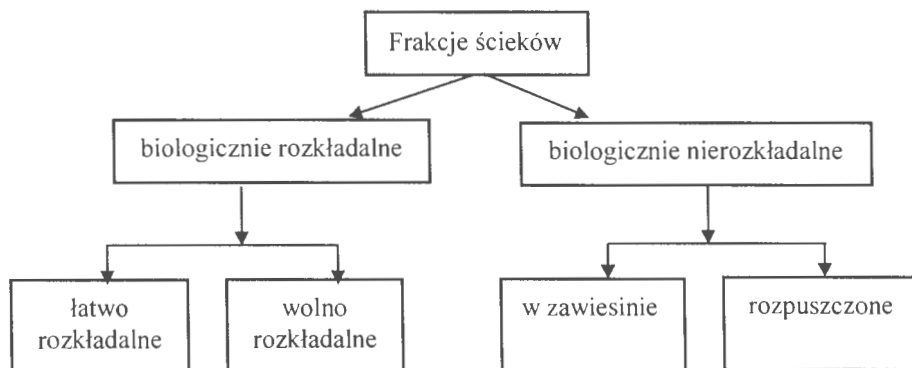 Frakcje ścieków
biologicznie rozkładalne
biologicznie nierozkładalne
łatwo
rozkładalne
wolno
rozkładalne
w zawiesinie
rozpuszczone